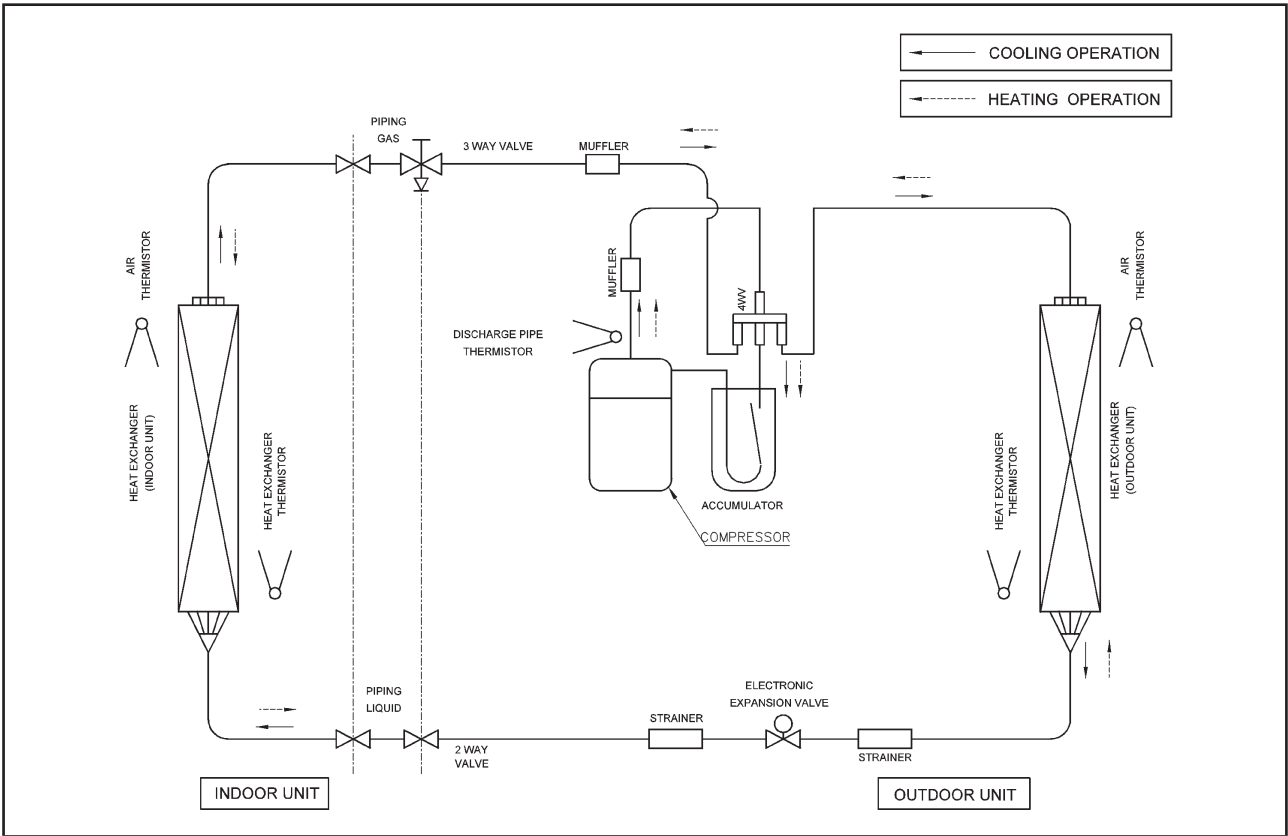 COOLING OPERATION
HEATING OPERATION
PIPING
GAS
3 WAY VALVE
MUFFLER
AIR
THERMISTOR
MUFFLER
4WV
AIR
THERMISTOR
DISCHARGE PIPE
THERMISTOR
HEAT EXCHANGER
(INDOOR UNIT)
HEAT EXCHANGER
THERMISTOR
ACCUMULATOR
COMPRESSOR
HEAT EXCHANGER
THERMISTOR
HEAT EXCHANGER
(OUTDOOR UNIT)
PIPING
LIQUID
2 WAY
VALVE
STRAINER
ELECTRONIC
EXPANSION VALVE
STRAINER
INDOOR UNIT
OUTDOOR UNIT